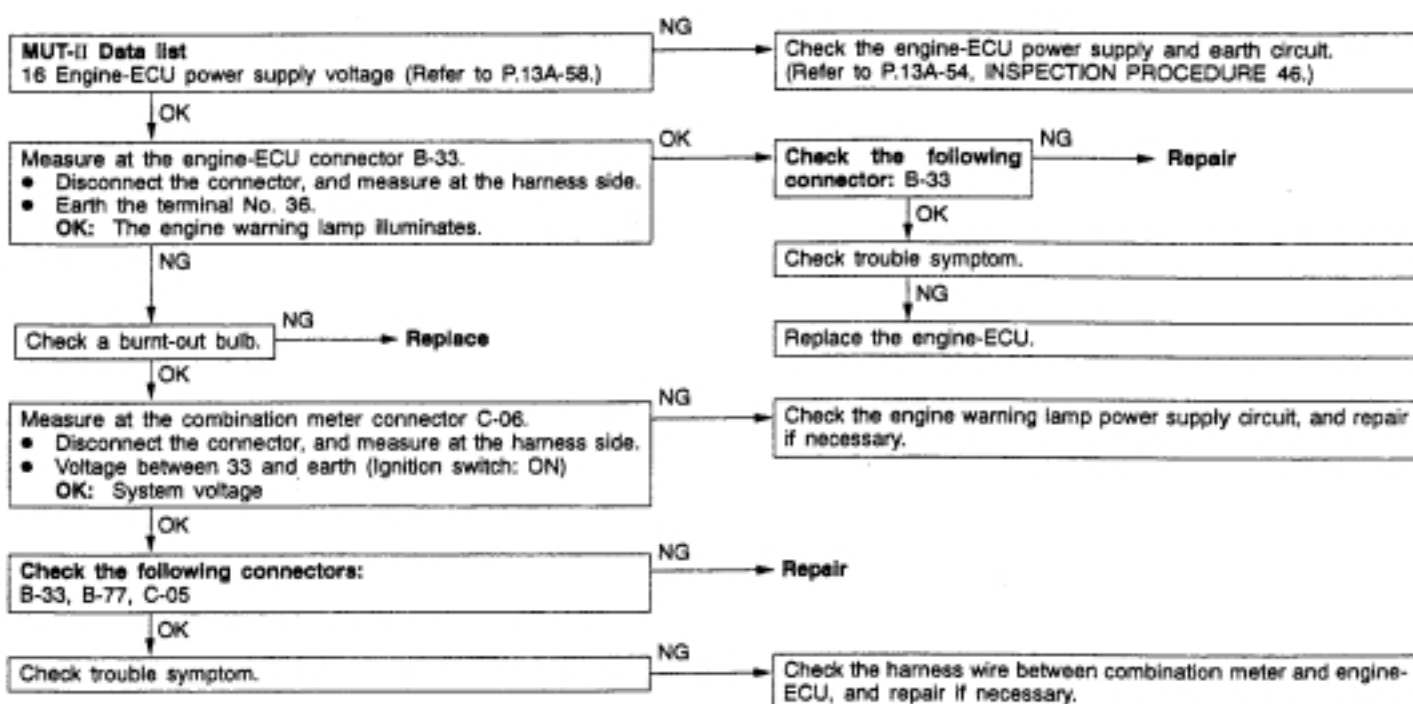 NG
MUT-II Data list
16 Engine-ECU power supply voltage (Refer to P.13A-58.)
Check the engine-ECU power supply and earth circuit.
(Refer to P.13A-54, INSPECTION PROCEDURE 46.)
OK
Measure at the engine-ECU connector B-33.
● Disconnect the connector, and measure at the harness side.
● Earth the terminal No. 36.
OK: The engine warning lamp illuminates.
OK
Check the following
connector: B-33
NG
Repair
OK
Check trouble symptom.
NG
Replace the engine-ECU.
NG
Check a burnt-out bulb.
NG
Replace
OK
Measure at the combination meter connector C-06.
● Disconnect the connector, and measure at the harness side.
● Voltage between 33 and earth (Ignition switch: ON)
OK: System voltage
NG
Check the engine warning lamp power supply circuit, and repair
if necessary.
OK
Check the following connectors:
B-33, B-77, C-05
NG
Repair
OK
Check trouble symptom.
NG
Check the harness wire between combination meter and engine-
ECU, and repair if necessary.